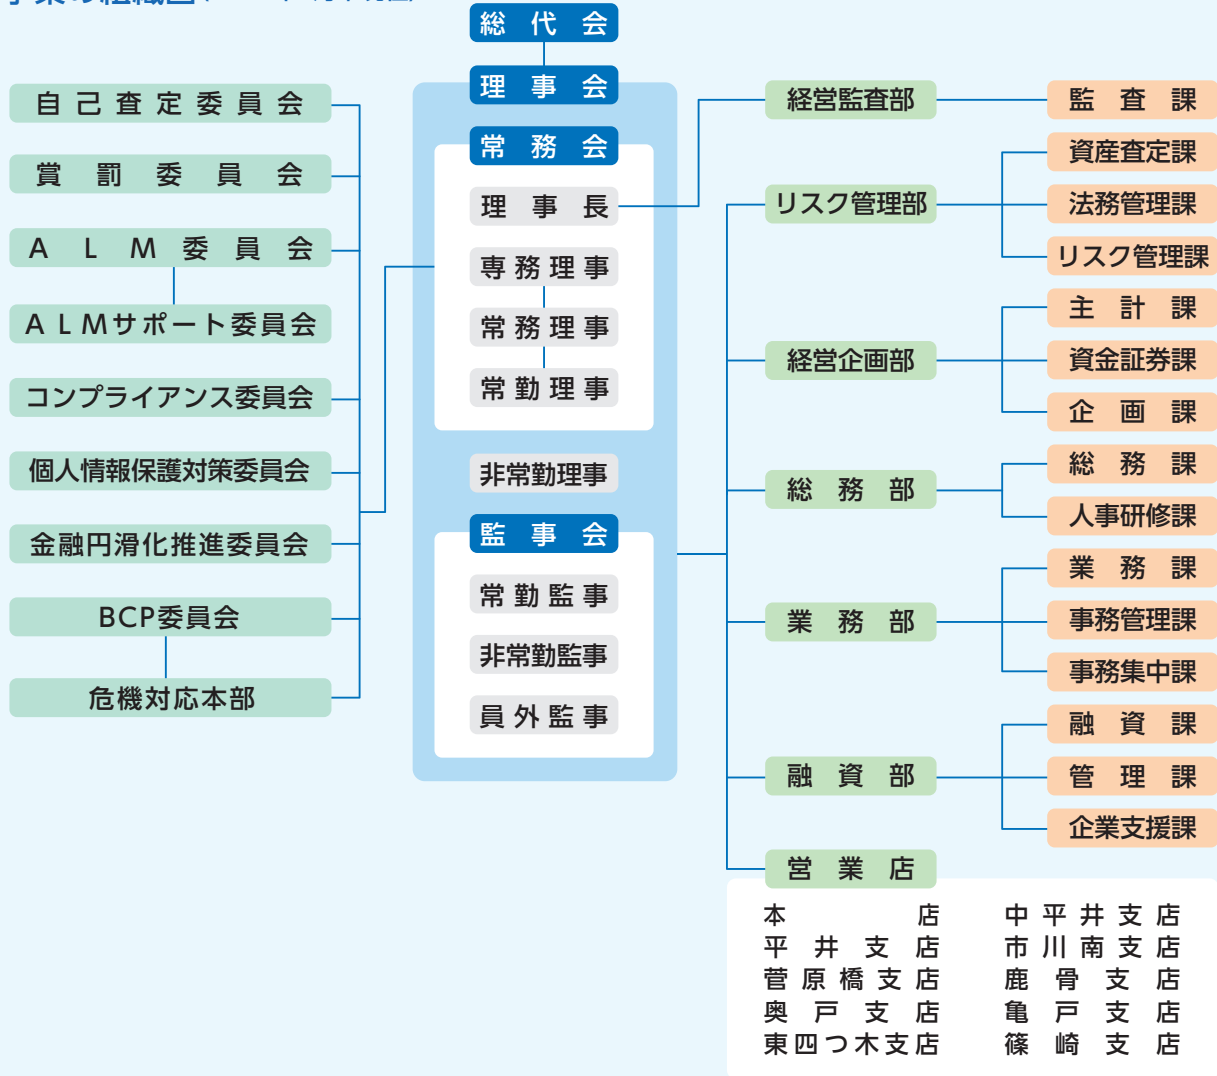 事業の組織図
総代会
理事会
常務会
理事長
専務理事
常務理事
常勤理事
非常勤理事
監事会
常勤監事
非常勤監事
員外監事
自己査定委員会
賞罰委員会
ALM委員会
ALMサポート委員会
コンプライアンス委員会
個人情報保護対策委員会
金融円滑化推進委員会
BCP委員会
危機対応本部
経営監査部
監査課
リスク管理部
資産査定課
法務管理課
リスク管理課
経営企画部
主計課
資金証券課
企画課
総務部
総務課
人事研修課
業務部
業務課
事務管理課
事務集中課
融資部
融資課
管理課
企業支援課
営業店
本店
平井支店
菅原橋支店
奥戸支店
東四つ木支店
中平井支店
市川南支店
鹿骨支店
亀戸支店
篠崎支店